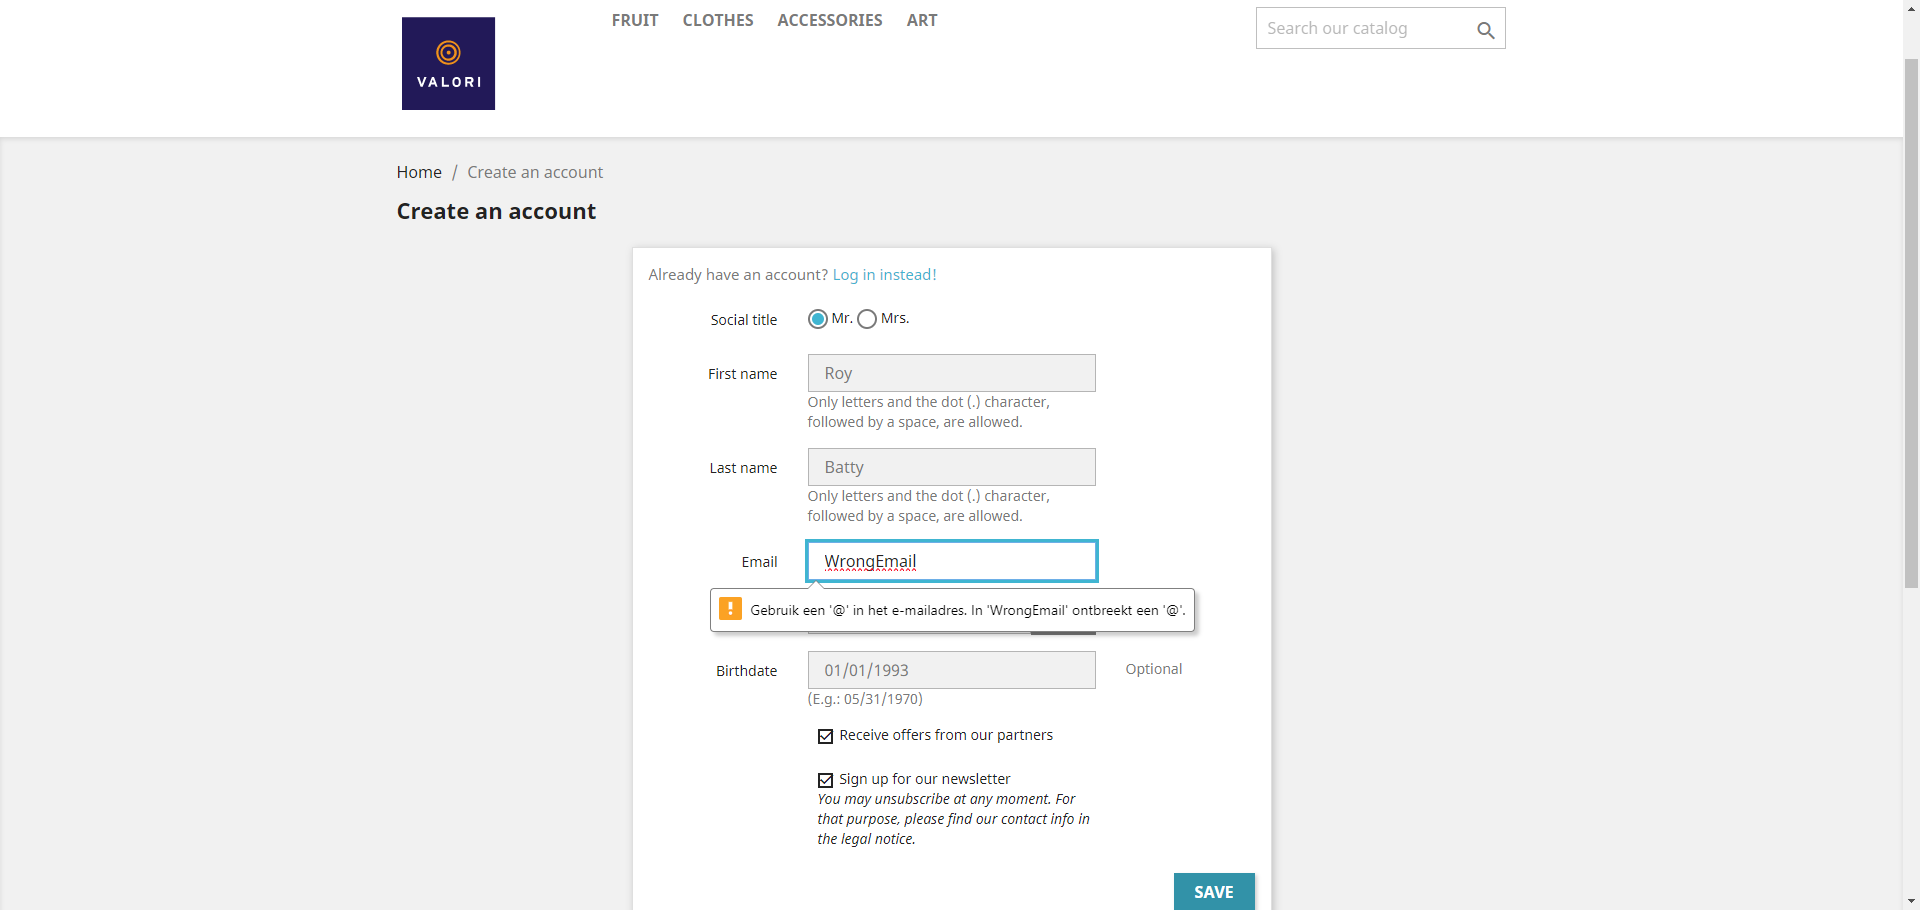 FRUIT CLOTHES ACCESSORIES ART
Search our catalog
VALORI
Home / Create an account
Create an account
Already have an account? Log in instead!
Social title Mr. Mrs.
First name Roy
Only letters and the dot (.) character,
followed by a space, are allowed.
Last name Batty
Only letters and the dot (.) character,
followed by a space, are allowed.
Email WrongEmail
Gebruik een '@' in het e-mailadres. In 'WrongEmail' ontbreekt een '@'.
Birthdate 01/01/1993 Optional
(E.g.: 05/31/1970)
Receive offers from our partners
Sign up for our newsletter
You may unsubscribe at any moment. For
that purpose, please find our contact info in
the legal notice.
SAVE